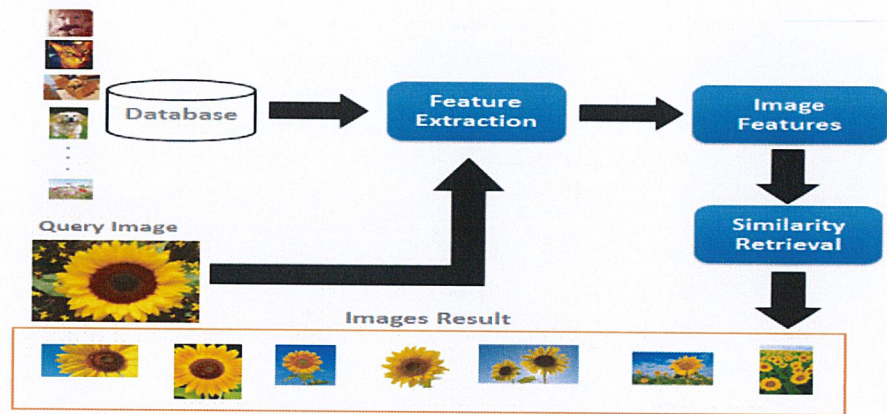 Database
Feature
Extraction
Image
Features
Query Image
Similarity
Retrieval
Images Result